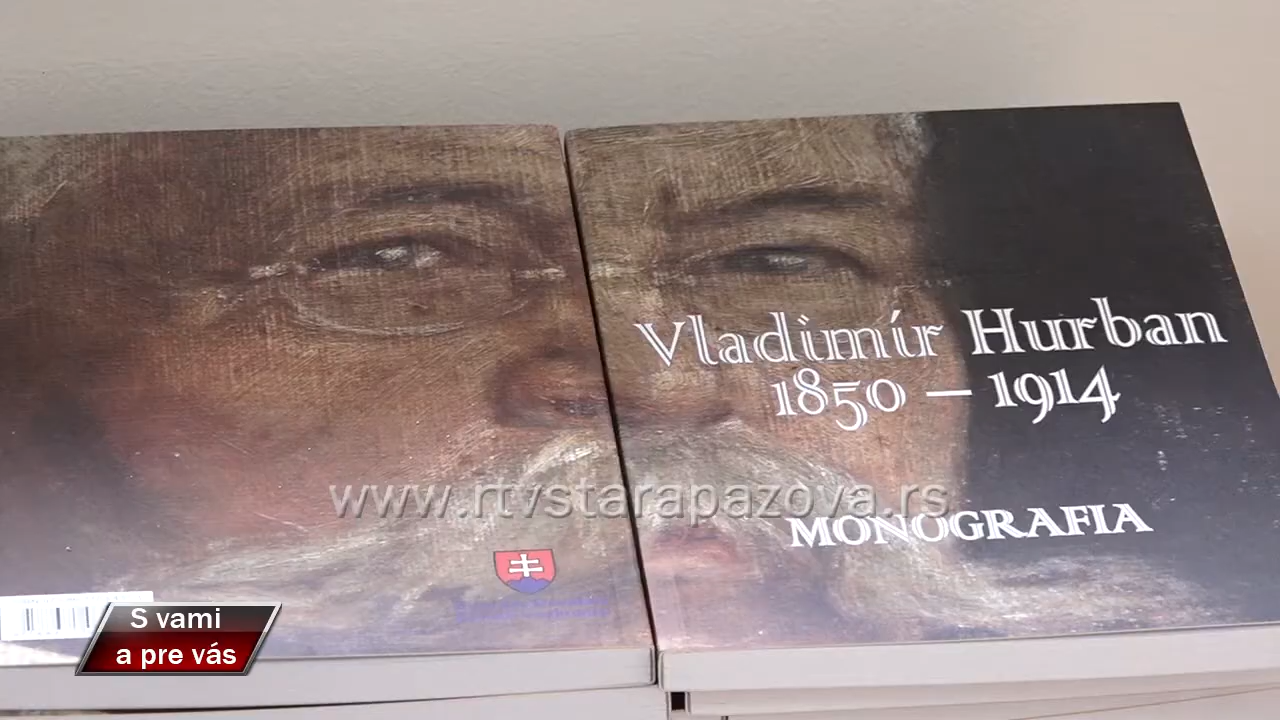 Vladimír Hurban
1850 – 1914
www.rtvstarapazova.rs
MONOGRAFIA
S vami
a pre vás